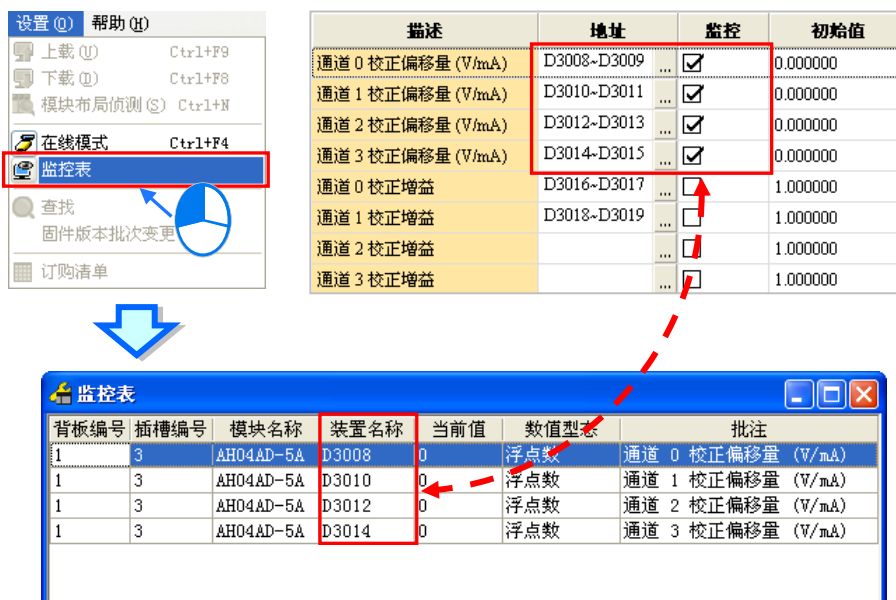 设置(O) 帮助(H)
上载(U) Ctrl+F9
下载(D) Ctrl+F8
模块布局侦测(S) Ctrl+N
在线模式 Ctrl+F4
监控表
查找
固件版本批次变更
订购清单
描述 地址 监控 初始值
通道 0 校正偏移量 (V/mA) D3008~D3009 ... 0.000000
通道 1 校正偏移量 (V/mA) D3010~D3011 ... 0.000000
通道 2 校正偏移量 (V/mA) D3012~D3013 ... 0.000000
通道 3 校正偏移量 (V/mA) D3014~D3015 ... 0.000000
通道 0 校正增益 D3016~D3017 ... 1.000000
通道 1 校正增益 D3018~D3019 ... 1.000000
通道 2 校正增益 ... 1.000000
通道 3 校正增益 ... 1.000000
监控表
背板编号 插槽编号 模块名称 装置名称 当前值 数值型态 批注
1 3 AH04AD-5A D3008 0 浮点数 通道 0 校正偏移量 (V/mA)
1 3 AH04AD-5A D3010 0 浮点数 通道 1 校正偏移量 (V/mA)
1 3 AH04AD-5A D3012 0 浮点数 通道 2 校正偏移量 (V/mA)
1 3 AH04AD-5A D3014 0 浮点数 通道 3 校正偏移量 (V/mA)